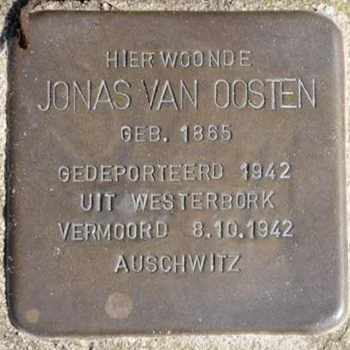 HIER WOONDE
JONAS VAN OOSTEN
GEB. 1865
GEDEPORTEERD 1942
UIT WESTERBORK
VERMOORD 8.10.1942
AUSCHWITZ